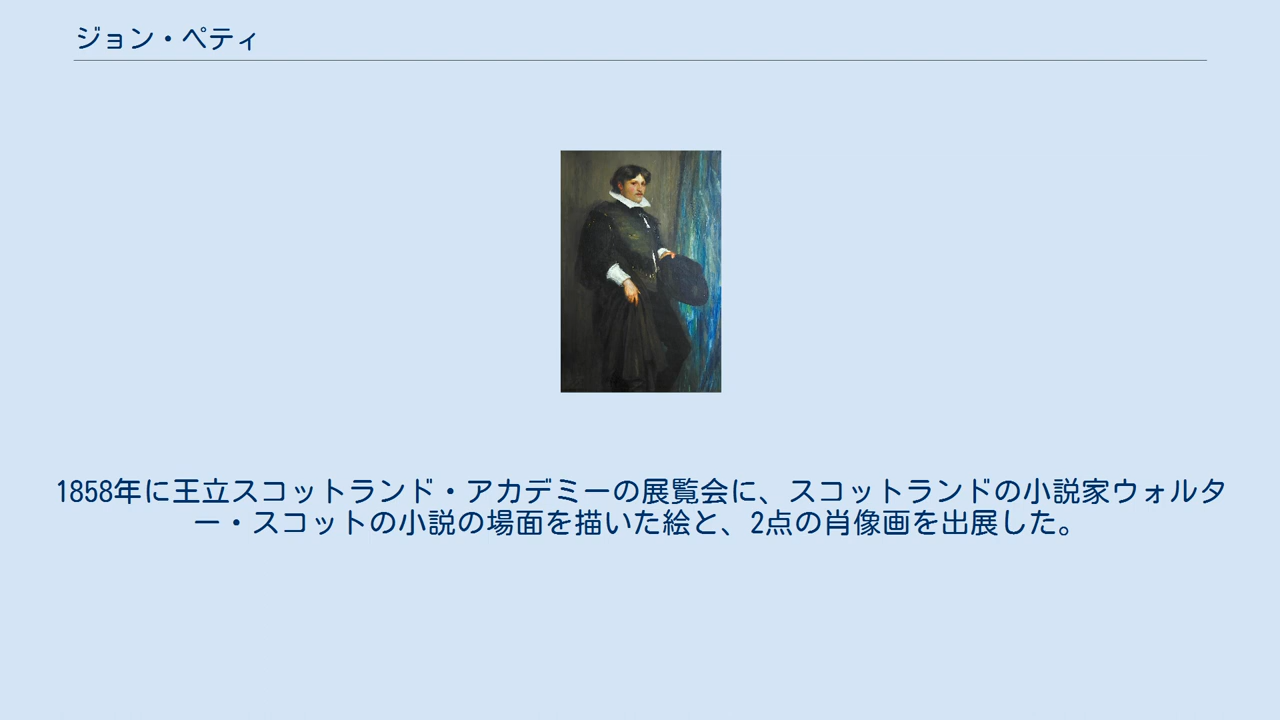 ジョン・ペティ
1858年に王立スコットランド・アカデミーの展覧会に、スコットランドの小説家ウォルタ
ー・スコットの小説の場面を描いた絵と、2点の肖像画を出展した。